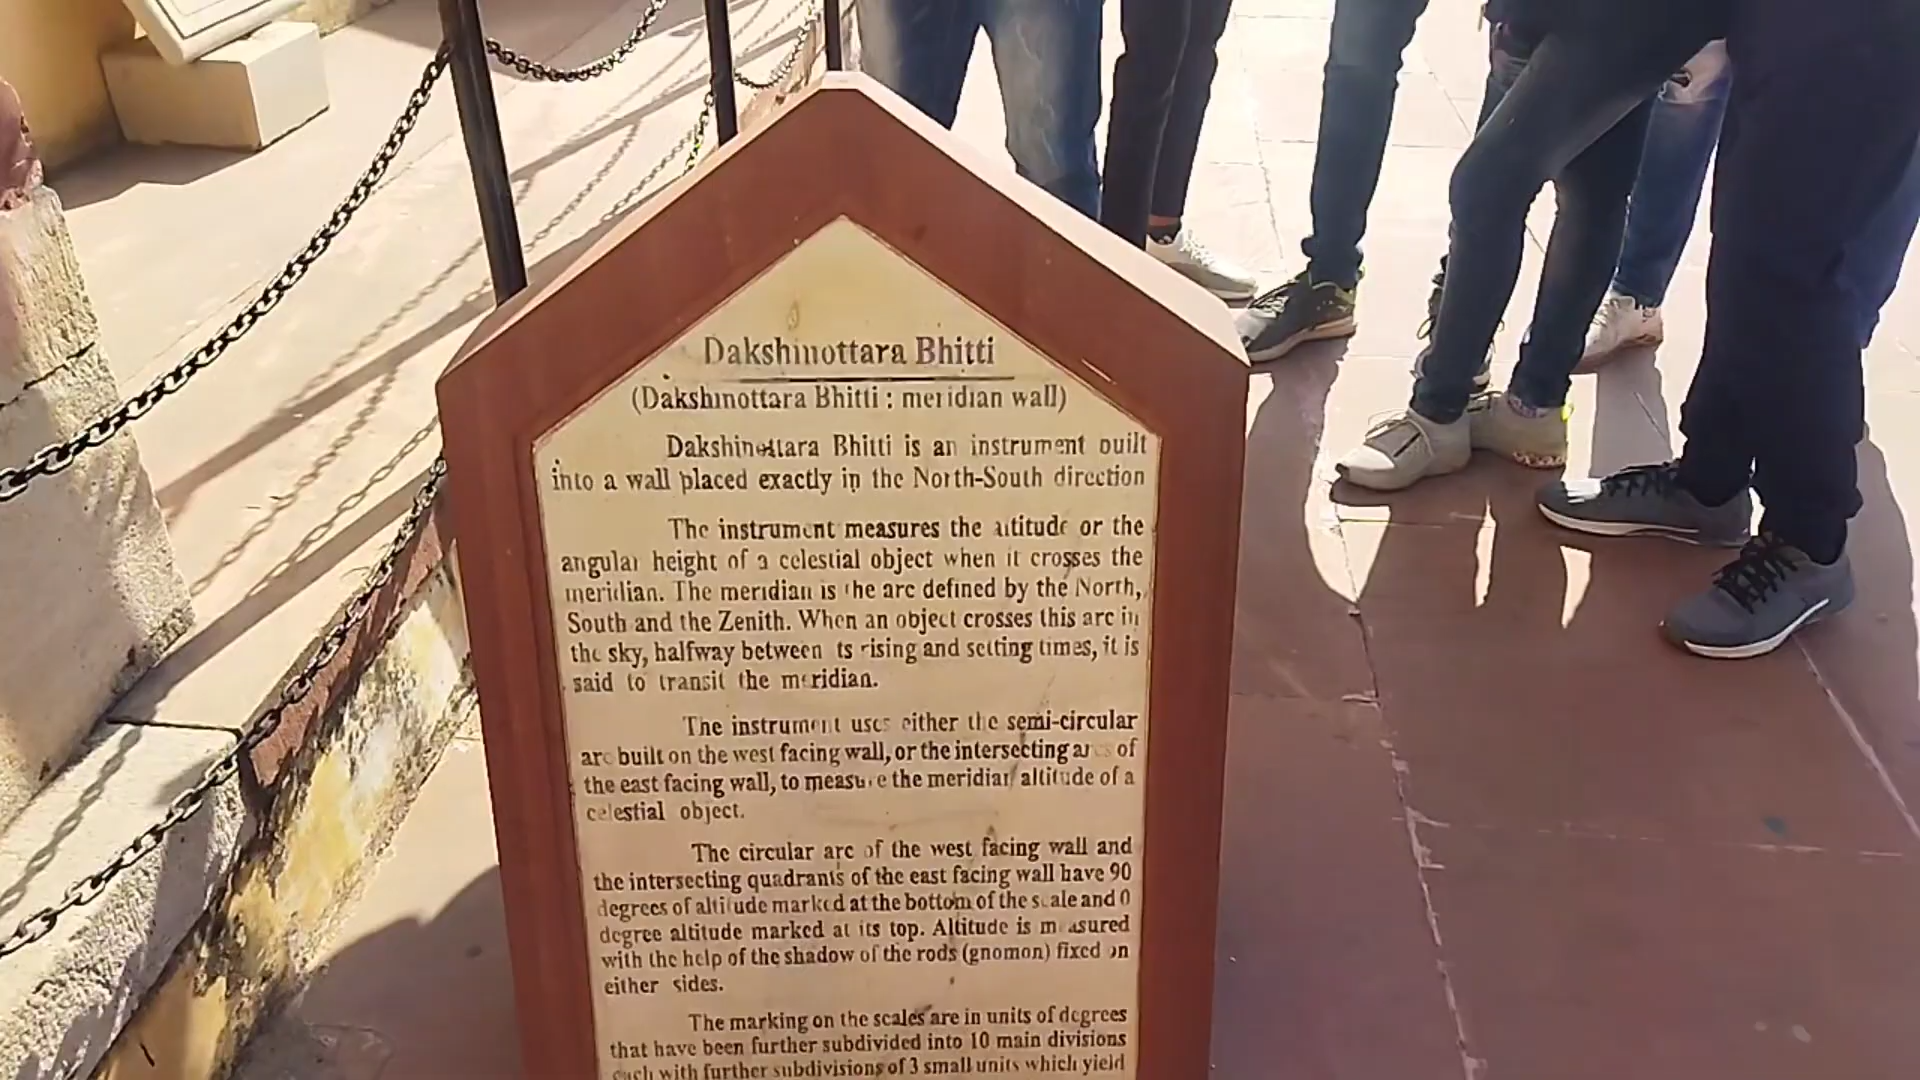 Dakshinottara Bhitti
(Dakshinottara Bhitti : meridian wall)
Dakshinottara Bhitti is an instrument built
into a wall placed exactly in the North-South direction
The instrument measures the altitude or the
angular height of a celestial object when it crosses the
meridian. The meridian is the arc defined by the North,
South and the Zenith. When an object crosses this arc in
the sky, halfway between its rising and setting times, it is
said to transit the meridian.
The instrument uses either the semi-circular
arc built on the west facing wall, or the intersecting arcs of
the east facing wall, to measure the meridian altitude of a
celestial object.
The circular arc of the west facing wall and
the intersecting quadrants of the east facing wall have 90
degrees of altitude marked at the bottom of the scale and 0
degree altitude marked at its top. Altitude is measured
with the help of the shadow of the rods (gnomon) fixed on
either sides.
The marking on the scales are in units of degrees
that have been further subdivided into 10 main divisions
each with further subdivisions of 3 small units which yield